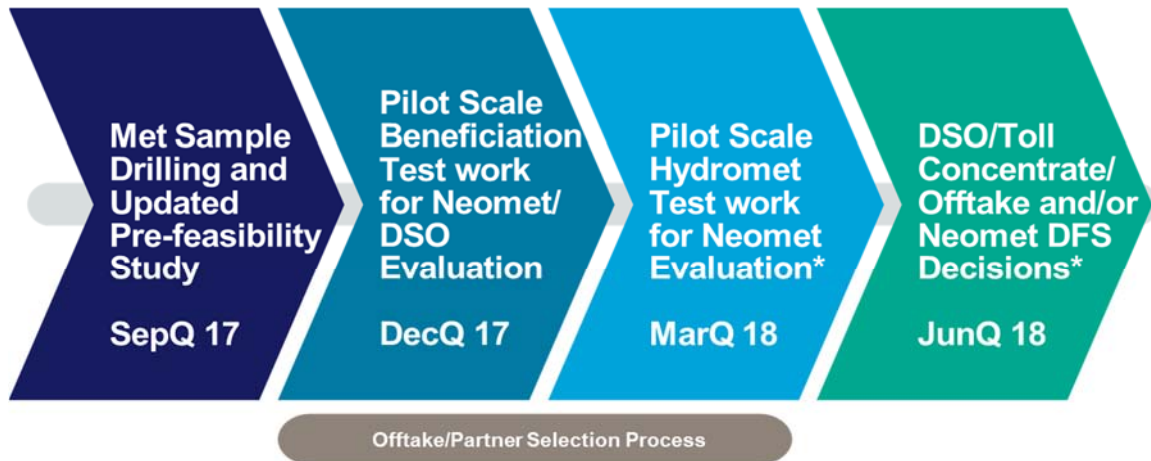 Met Sample
Drilling and
Updated
Pre-feasibility
Study
SepQ 17
Pilot Scale
Beneficiation
Test work
for Neomet/
DSO
Evaluation
DecQ 17
Pilot Scale
Hydromet
Test work
for Neomet
Evaluation*
MarQ 18
DSO/Toll
Concentrate/
Offtake and/or
Neomet DFS
Decisions*
JunQ 18
Offtake/Partner Selection Process